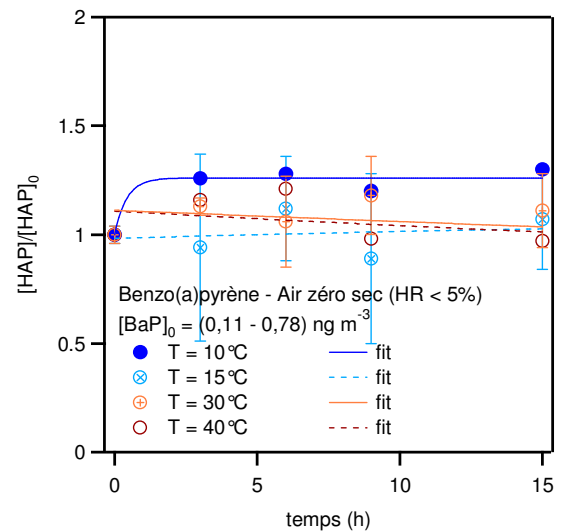 2
1.5
1
0.5
0
[HAP]/[HAP]0
Benzo(a)pyrène - Air zéro sec (HR < 5%)
[BaP]0 = (0,11 - 0,78) ng m-3
T = 10°C fit
T = 15°C fit
T = 30°C fit
T = 40°C fit
0 5 10 15
temps (h)